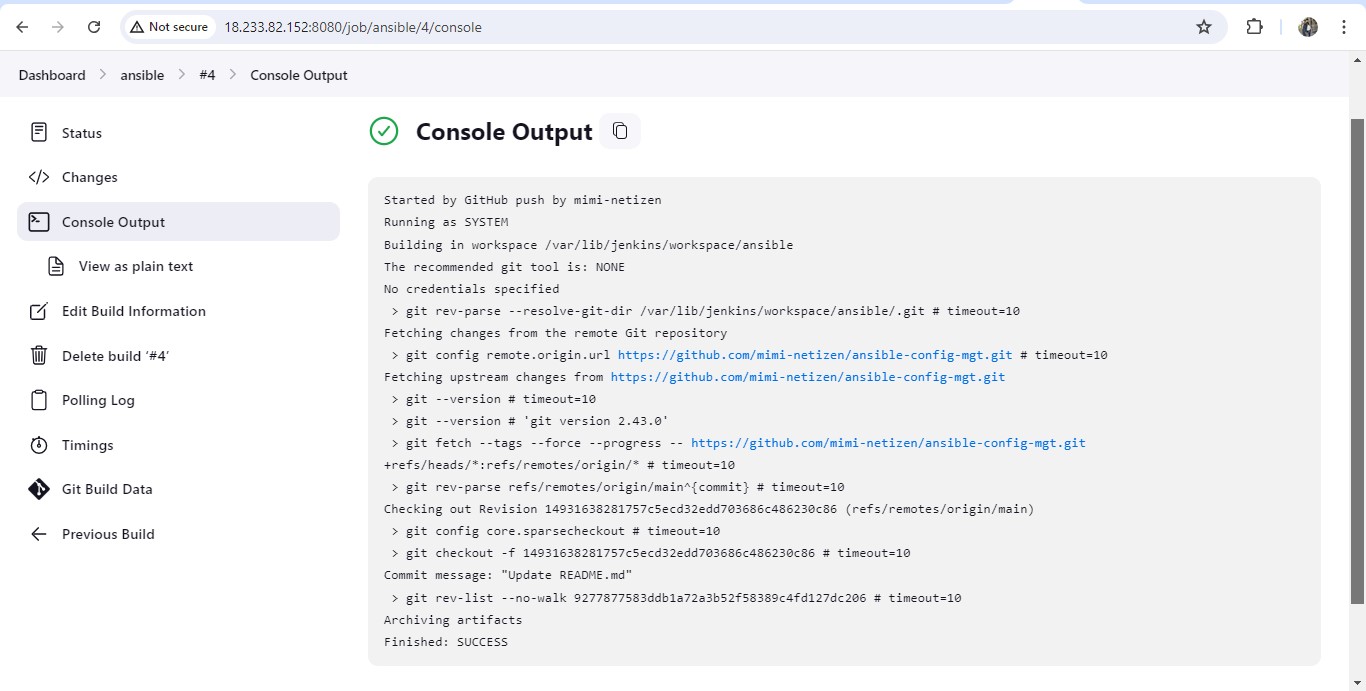 Not secure
18.233.82.152:8080/job/ansible/4/console
Dashboard
ansible
#4
Console Output
Status
Changes
Console Output
View as plain text
Edit Build Information
Delete build ‘#4’
Polling Log
Timings
Git Build Data
Previous Build
Console Output
Started by GitHub push by mimi-netizen
Running as SYSTEM
Building in workspace /var/lib/jenkins/workspace/ansible
The recommended git tool is: NONE
No credentials specified
> git rev-parse --resolve-git-dir /var/lib/jenkins/workspace/ansible/.git # timeout=10
Fetching changes from the remote Git repository
> git config remote.origin.url https://github.com/mimi-netizen/ansible-config-mgt.git # timeout=10
Fetching upstream changes from https://github.com/mimi-netizen/ansible-config-mgt.git
> git --version # timeout=10
> git --version # 'git version 2.43.0'
> git fetch --tags --force --progress -- https://github.com/mimi-netizen/ansible-config-mgt.git
+refs/heads/*:refs/remotes/origin/* # timeout=10
> git rev-parse refs/remotes/origin/main^{commit} # timeout=10
Checking out Revision 14931638281757c5ecd32edd703686c486230c86 (refs/remotes/origin/main)
> git config core.sparsecheckout # timeout=10
> git checkout -f 14931638281757c5ecd32edd703686c486230c86 # timeout=10
Commit message: "Update README.md"
> git rev-list --no-walk 9277877583ddb1a72a3b52f58389c4fd127dc206 # timeout=10
Archiving artifacts
Finished: SUCCESS